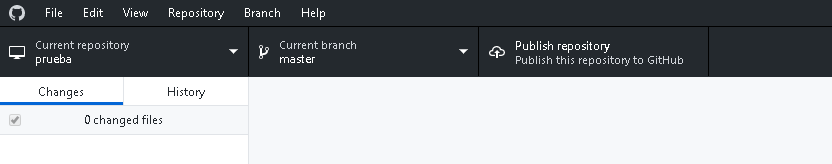 File Edit View Repository Branch Help
Current repository
prueba
Current branch
master
Publish repository
Publish this repository to GitHub
Changes History
0 changed files